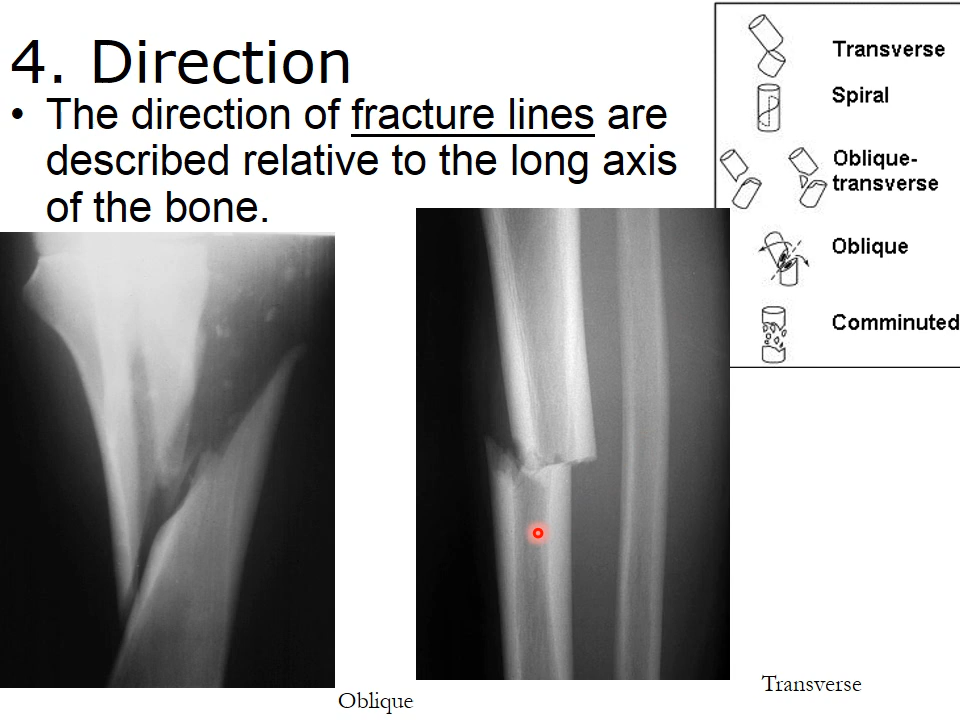 4. Direction
• The direction of fracture lines are
described relative to the long axis
of the bone.
Transverse
Spiral
Oblique-
transverse
Oblique
Comminuted
Oblique
Transverse